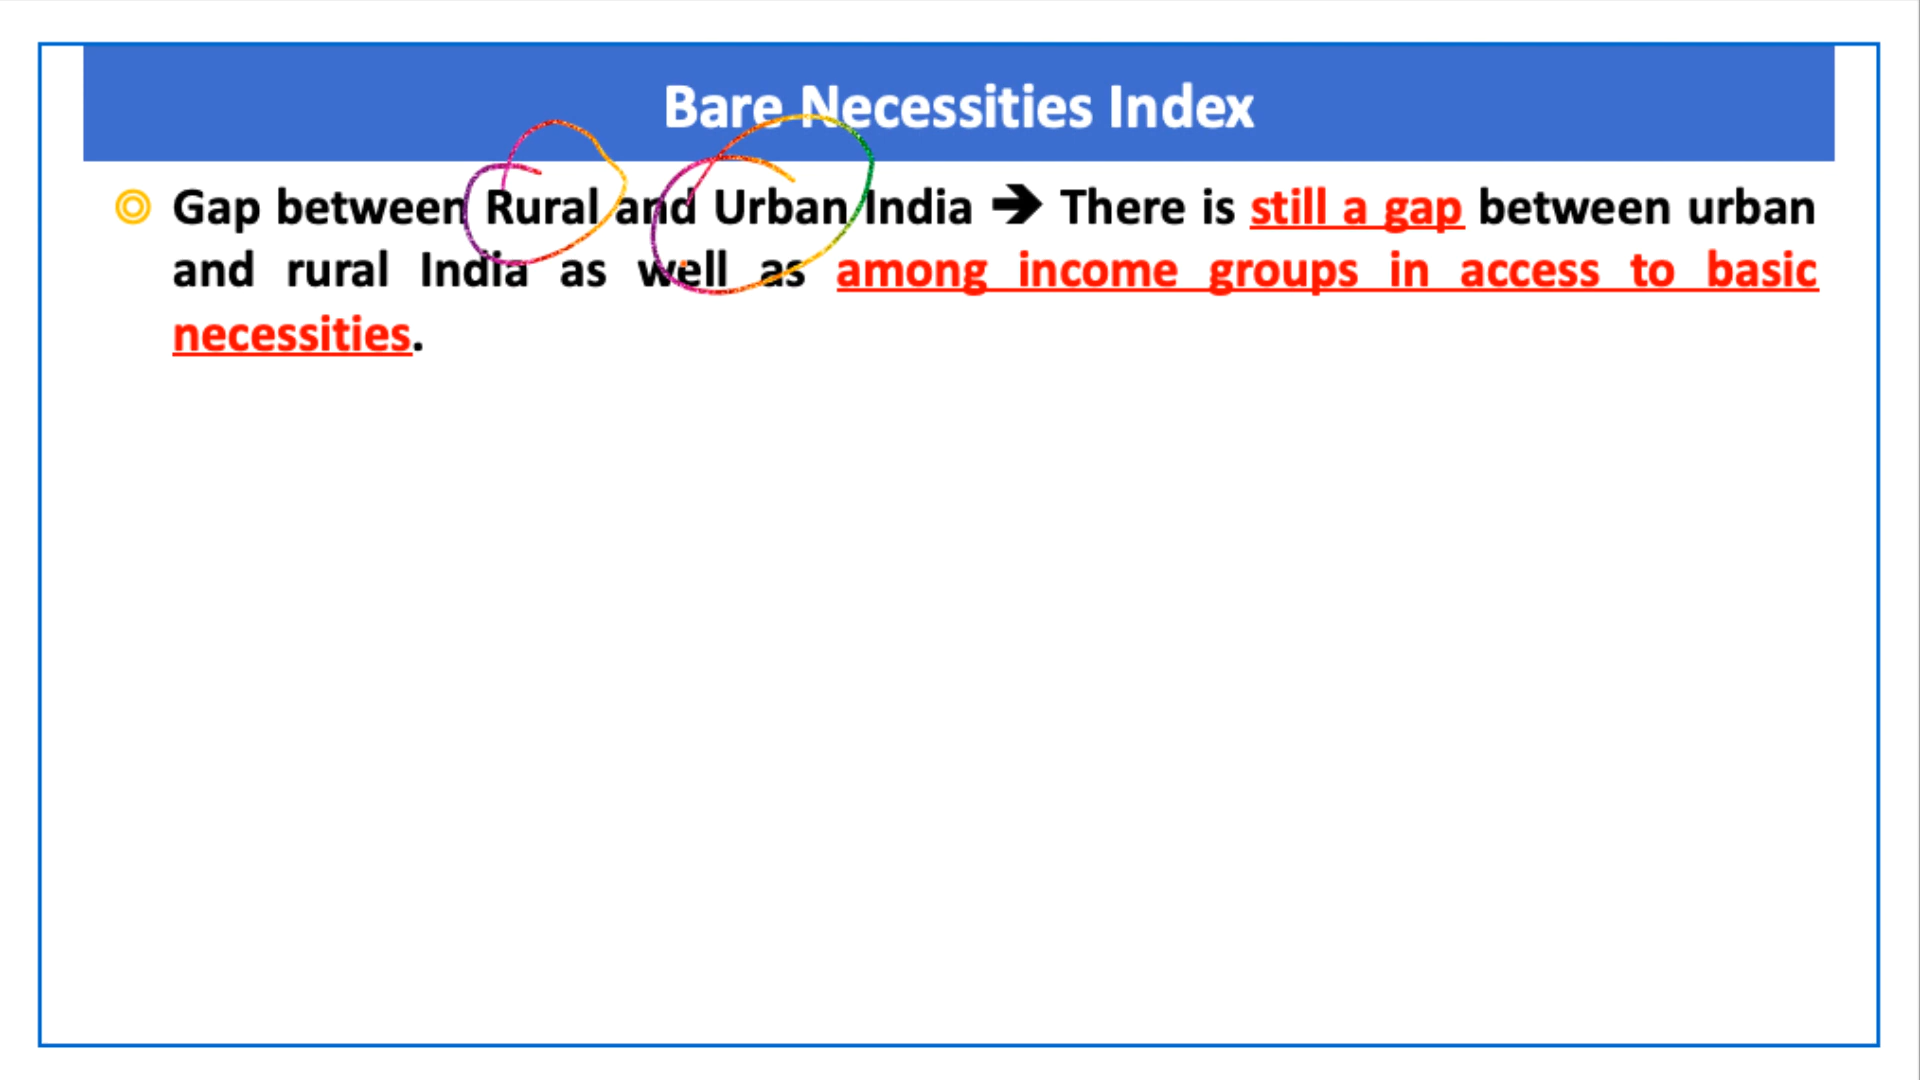 Bare Necessities Index
Gap between Rural and Urban India ➔ There is still a gap between urban
and rural India as well as among income groups in access to basic
necessities.